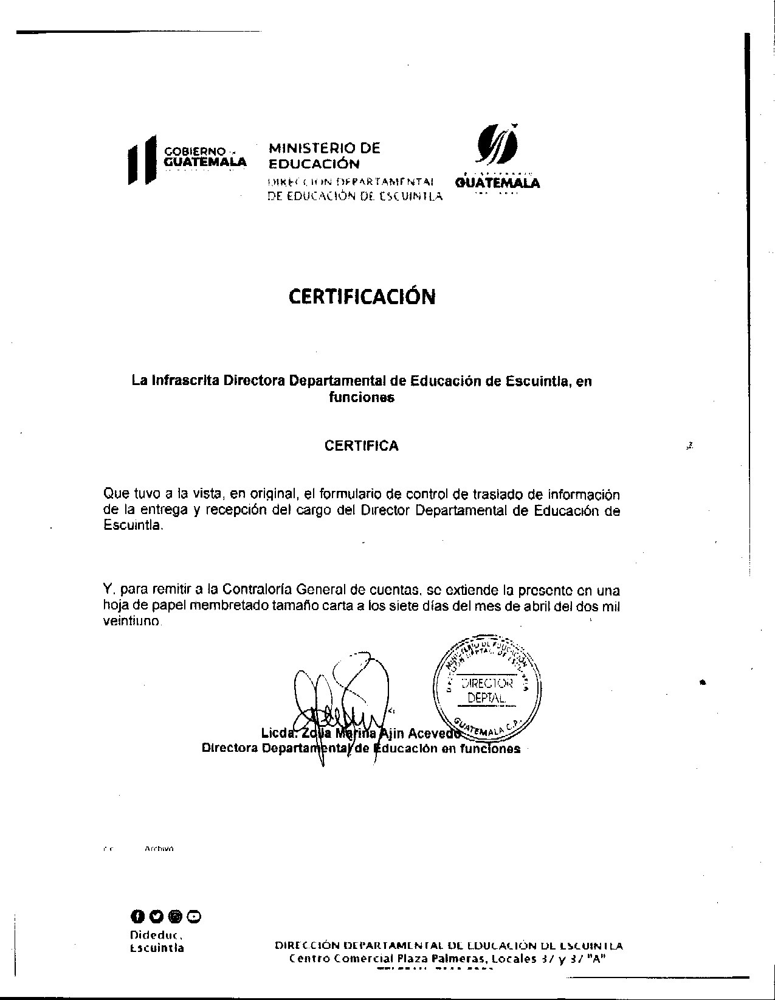 GOBIERNO de
GUATEMALA
MINISTERIO DE
EDUCACIÓN
DIRECCIÓN DEPARTAMENTAL
DE EDUCACIÓN DE ESCUINTLA
GUATEMALA
CERTIFICACIÓN
La Infrascrita Directora Departamental de Educación de Escuintla, en
funciones
CERTIFICA
Que tuvo a la vista, en original, el formulario de control de traslado de información
de la entrega y recepción del cargo del Director Departamental de Educación de
Escuintla.
Y, para remitir a la Contraloría General de cuentas, se extiende la presente en una
hoja de papel membretado tamaño carta a los siete días del mes de abril del dos mil
veintiuno.
DIRECTOR
DEPTAL.
GUATEMALA C.P.
Licda. Zoila Marina Ajin Acevedo
Directora Departamental de Educación en funciones
c.c. Archivo
Dideduc,
Escuintla
DIRECCIÓN DEPARTAMENTAL DE EDUCACIÓN DE ESCUINTLA
Centro Comercial Plaza Palmeras, Locales 37 y 37 "A"